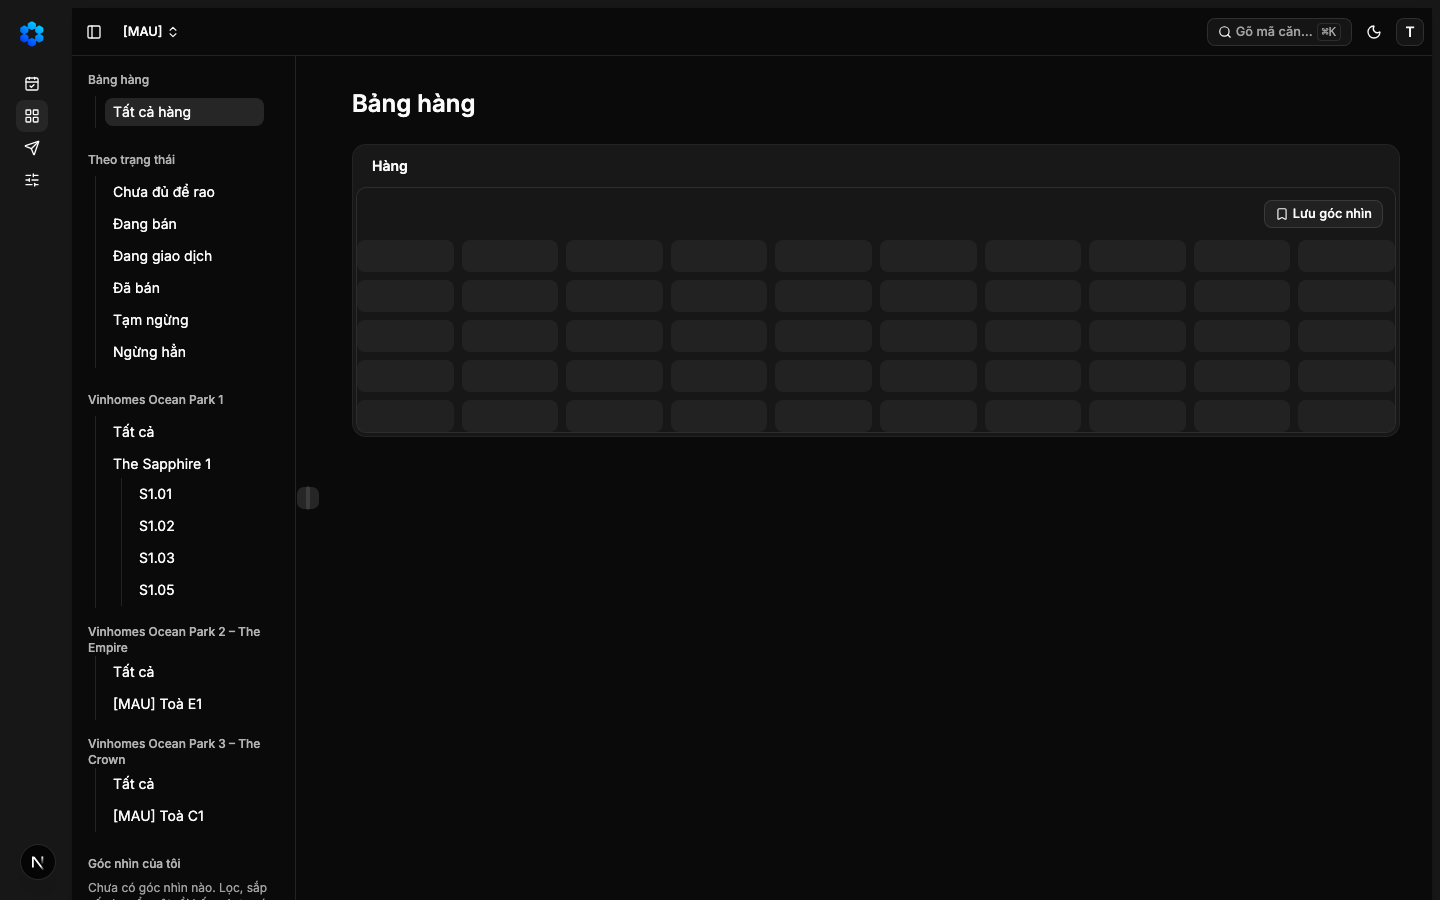 [MAU]
Gõ mã căn... ⌘K
T
Bảng hàng
Tất cả hàng
Theo trạng thái
Chưa đủ để rao
Đang bán
Đang giao dịch
Đã bán
Tạm ngừng
Ngừng hẳn
Vinhomes Ocean Park 1
Tất cả
The Sapphire 1
S1.01
S1.02
S1.03
S1.05
Vinhomes Ocean Park 2 – The
Empire
Tất cả
[MAU] Toà E1
Vinhomes Ocean Park 3 – The
Crown
Tất cả
[MAU] Toà C1
Góc nhìn của tôi
Chưa có góc nhìn nào. Lọc, sắp
N
Bảng hàng
Hàng
Lưu góc nhìn